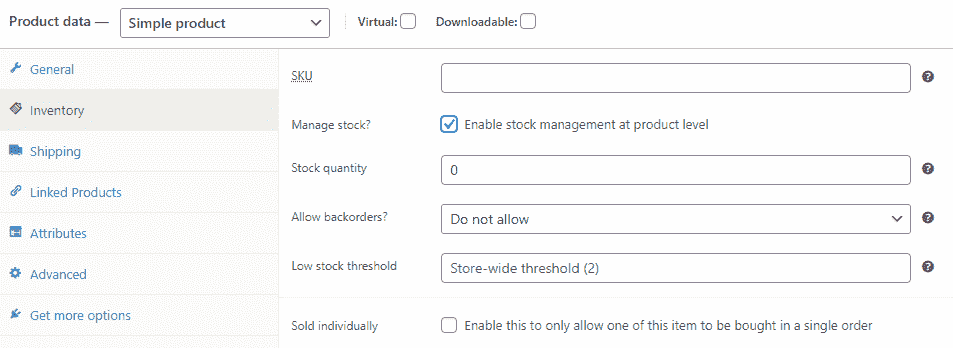 Product data — Simple product Virtual: Downloadable:
General
Inventory
Shipping
Linked Products
Attributes
Advanced
Get more options
SKU
Manage stock? Enable stock management at product level
Stock quantity 0
Allow backorders? Do not allow
Low stock threshold Store-wide threshold (2)
Sold individually Enable this to only allow one of this item to be bought in a single order